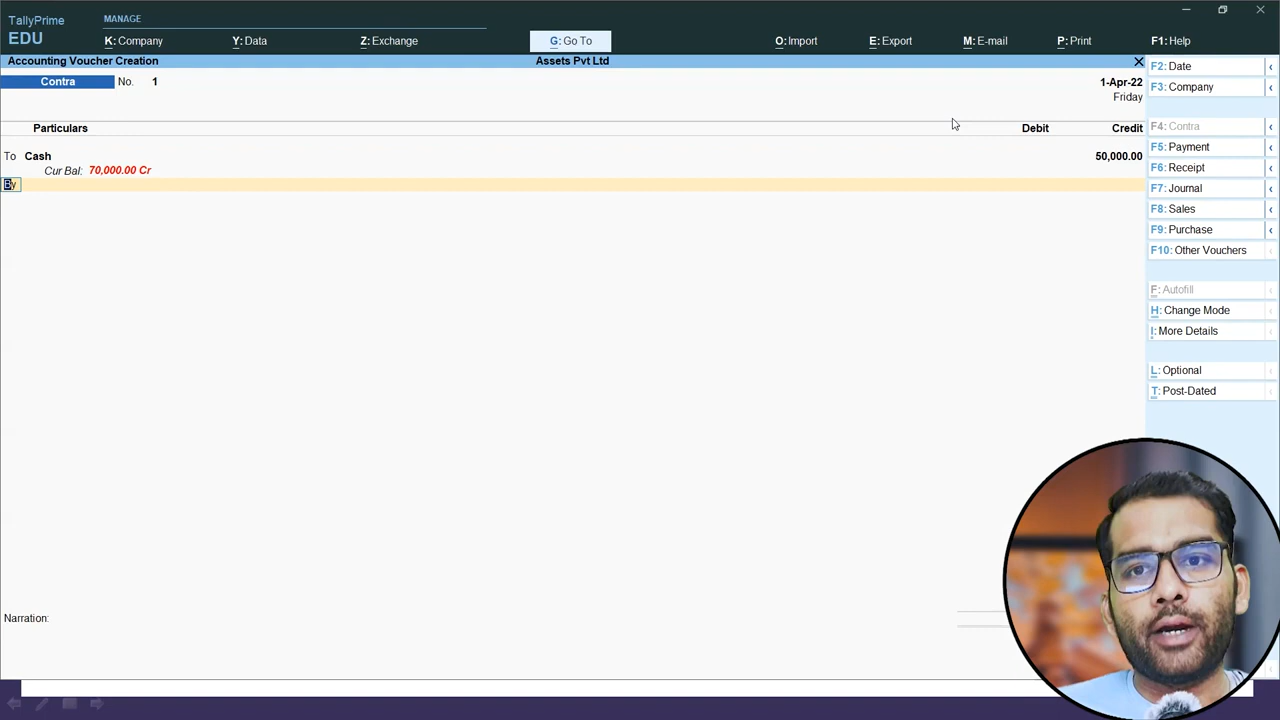 TallyPrime
EDU
MANAGE
K: Company
Y: Data
Z: Exchange
G: Go To
O: Import
E: Export
M: E-mail
P: Print
F1: Help
Accounting Voucher Creation
Assets Pvt Ltd
Contra
No. 1
1-Apr-22
Friday
Particulars
Debit
Credit
To Cash
50,000.00
Cur Bal: 70,000.00 Cr
By
Narration:
F2: Date
F3: Company
F4: Contra
F5: Payment
F6: Receipt
F7: Journal
F8: Sales
F9: Purchase
F10: Other Vouchers
F: Autofill
H: Change Mode
I: More Details
L: Optional
T: Post-Dated